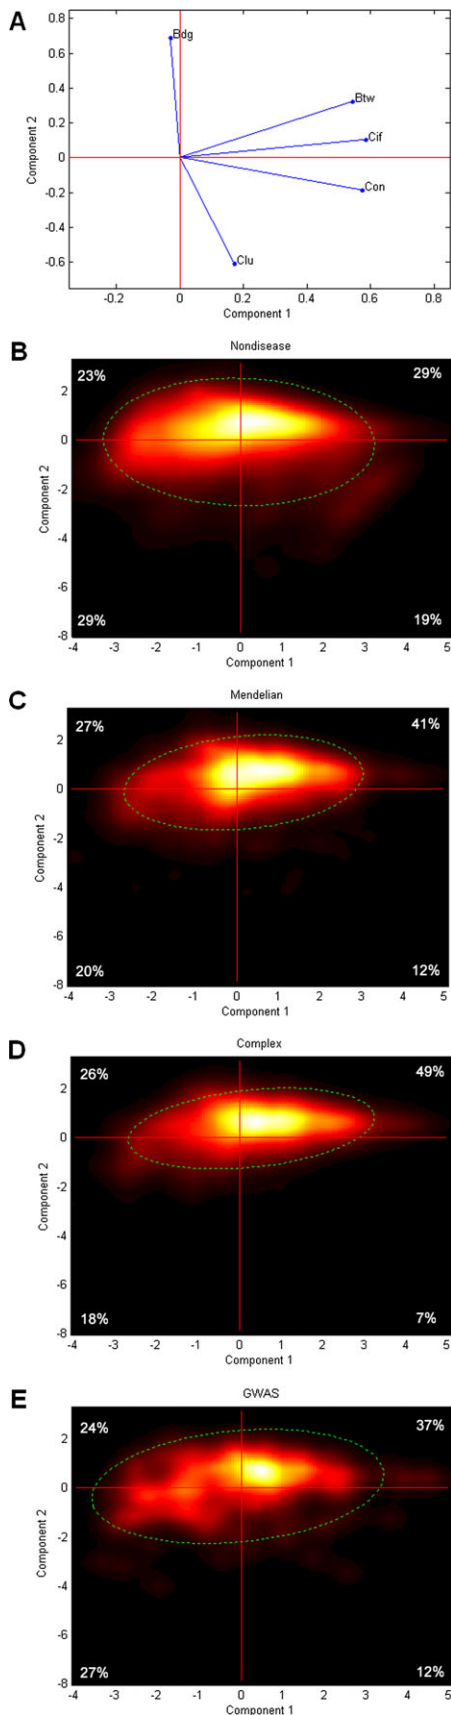 A
0.8
Bdg
0.6
0.4
Btw
0.2
Cif
Component 2
0
Con
-0.2
-0.4
-0.6
Clu
-0.2 0 0.2 0.4 0.6 0.8
Component 1
B
Nondisease
23% 29%
2
0
Component 2
-2
-4
-6
29% 19%
-8
-4 -3 -2 -1 0 1 2 3 4 5
Component 1
C
Mendelian
27% 41%
2
0
Component 2
-2
-4
-6
20% 12%
-8
-4 -3 -2 -1 0 1 2 3 4 5
Component 1
D
Complex
26% 49%
2
0
Component 2
-2
-4
-6
18% 7%
-8
-4 -3 -2 -1 0 1 2 3 4 5
Component 1
E
GWAS
24% 37%
2
0
Component 2
-2
-4
-6
27% 12%
-8
-4 -3 -2 -1 0 1 2 3 4 5
Component 1